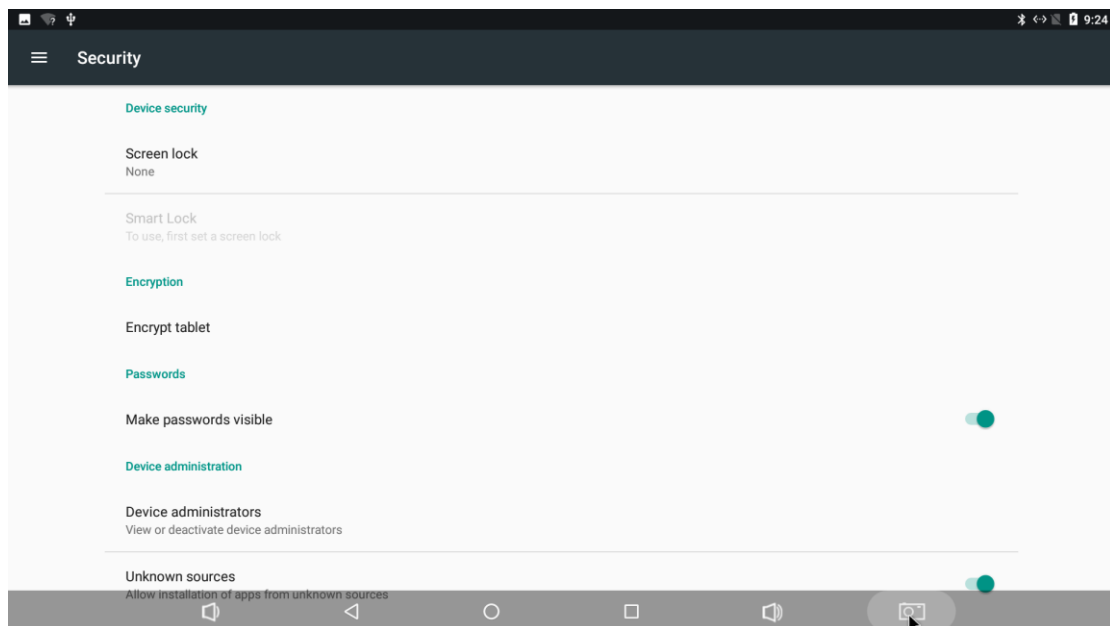 9:24
Security
Device security
Screen lock
None
Smart Lock
To use, first set a screen lock
Encryption
Encrypt tablet
Passwords
Make passwords visible
Device administration
Device administrators
View or deactivate device administrators
Unknown sources
Allow installation of apps from unknown sources